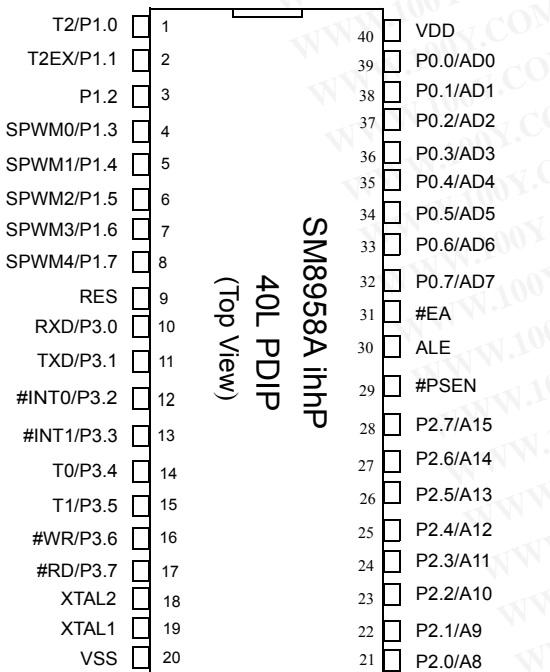 T2/P1.0 1
T2EX/P1.1 2
P1.2 3
SPWM0/P1.3 4
SPWM1/P1.4 5
SPWM2/P1.5 6
SPWM3/P1.6 7
SPWM4/P1.7 8
RES 9
RXD/P3.0 10
TXD/P3.1 11
#INT0/P3.2 12
#INT1/P3.3 13
T0/P3.4 14
T1/P3.5 15
#WR/P3.6 16
#RD/P3.7 17
XTAL2 18
XTAL1 19
VSS 20
SM8958A ihhP
40L PDIP
(Top View)
40 VDD
39 P0.0/AD0
38 P0.1/AD1
37 P0.2/AD2
36 P0.3/AD3
35 P0.4/AD4
34 P0.5/AD5
33 P0.6/AD6
32 P0.7/AD7
31 #EA
30 ALE
29 #PSEN
28 P2.7/A15
27 P2.6/A14
26 P2.5/A13
25 P2.4/A12
24 P2.3/A11
23 P2.2/A10
22 P2.1/A9
21 P2.0/A8
WWW.100Y.COM